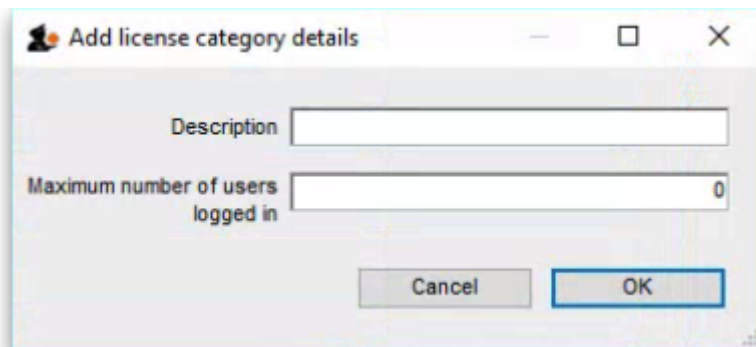 Add license category details
Description
Maximum number of users
logged in
0
Cancel
OK